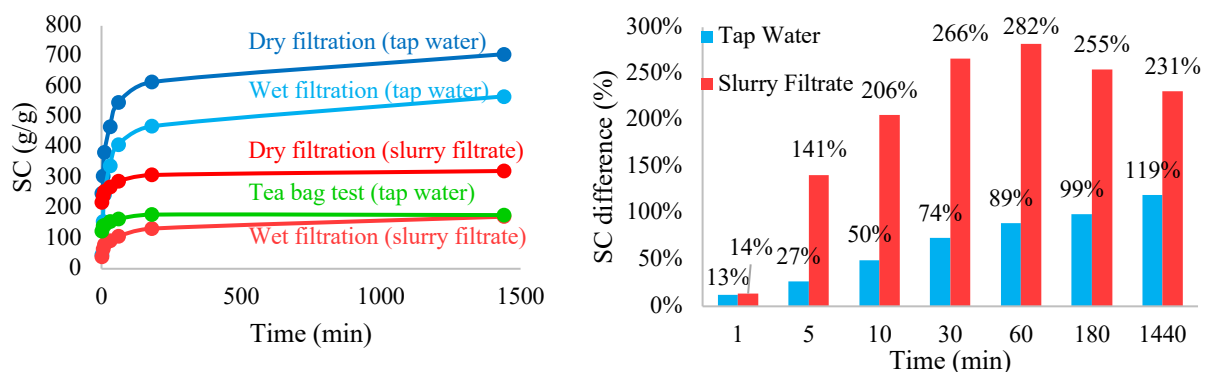 800
700
600
500
400
300
200
100
0
SC (g/g)
Dry filtration (tap water)
Wet filtration (tap water)
Dry filtration (slurry filtrate)
Tea bag test (tap water)
Wet filtration (slurry filtrate)
0 500 1000 1500
Time (min)
300%
250%
200%
150%
100%
50%
0%
SC difference (%)
Tap Water
Slurry Filtrate
13% 14%
27% 141%
50% 206%
74% 266%
89% 282%
99% 255%
119% 231%
1 5 10 30 60 180 1440
Time (min)